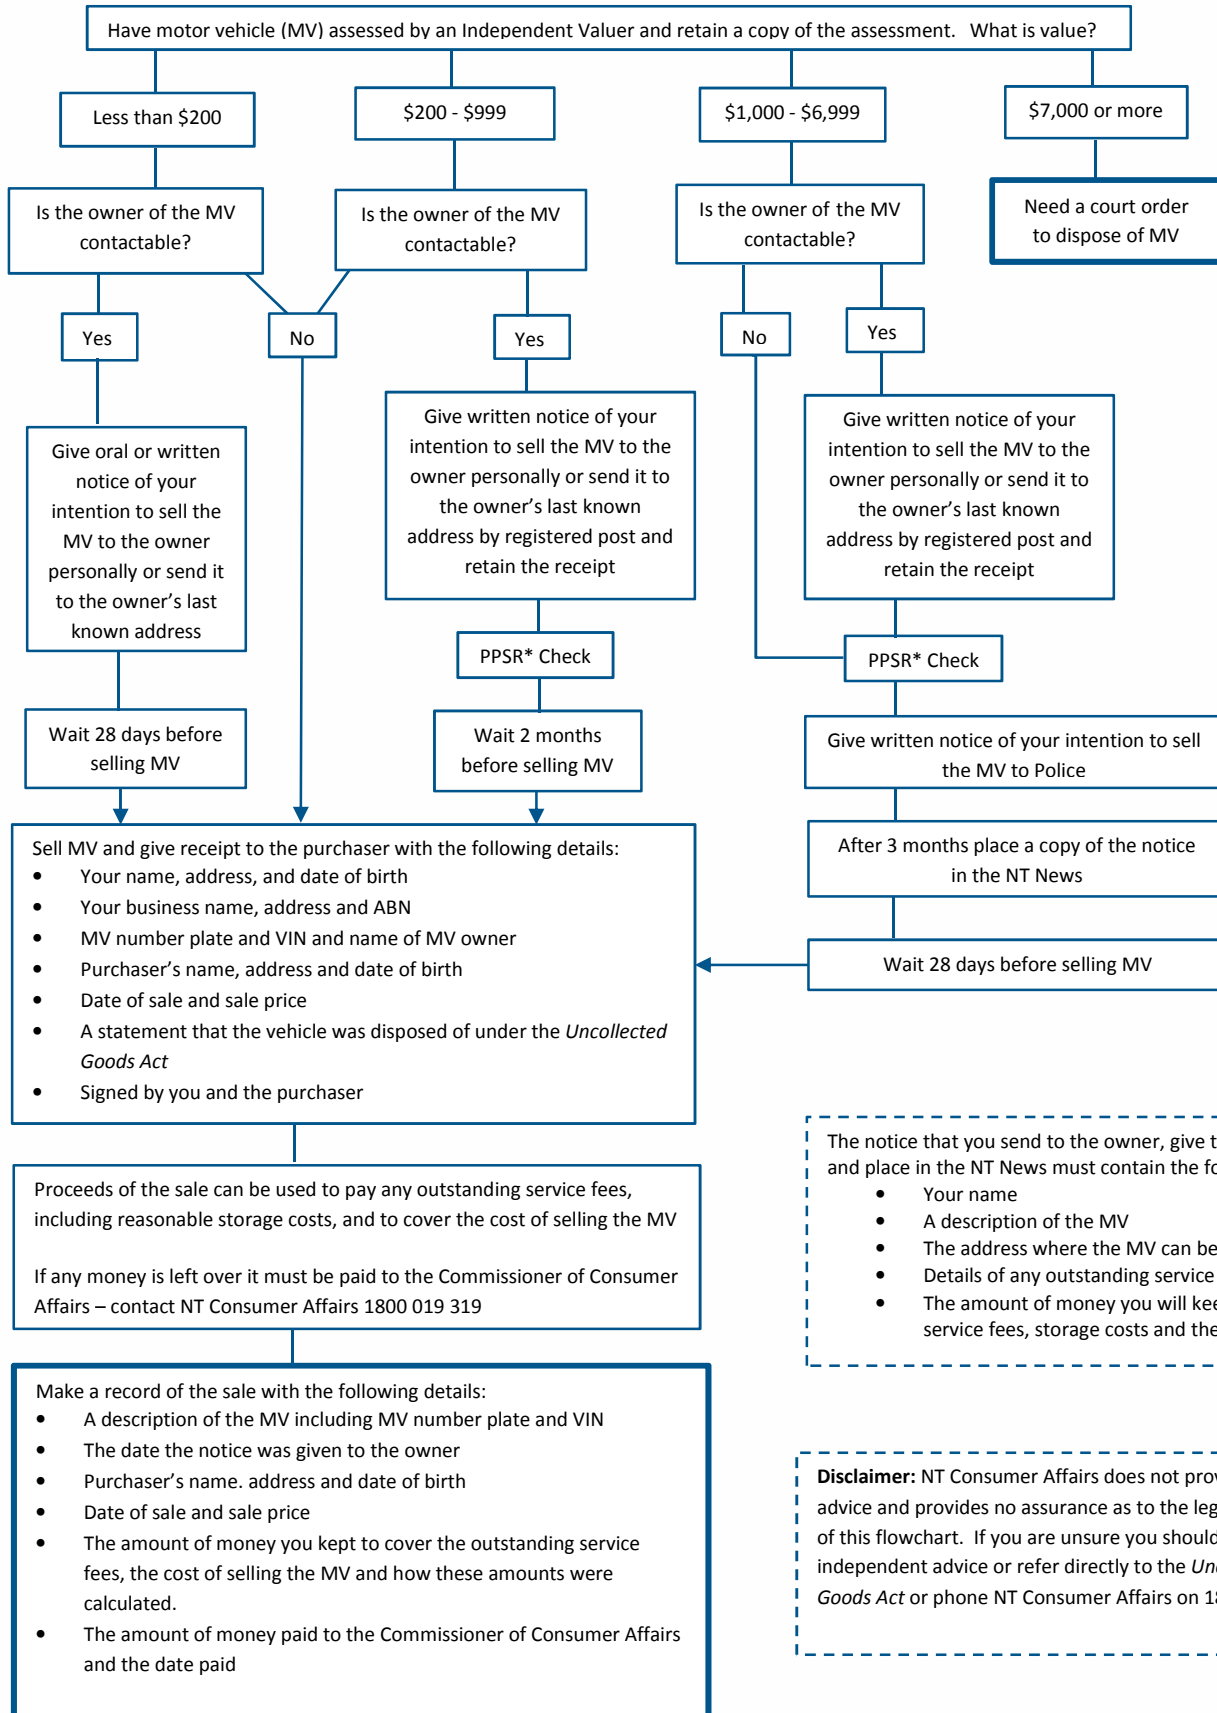 Have motor vehicle (MV) assessed by an Independent Valuer and retain a copy of the assessment. What is value?
Less than $200
$200 - $999
$1,000 - $6,999
$7,000 or more
Is the owner of the MV
contactable?
Is the owner of the MV
contactable?
Is the owner of the MV
contactable?
Need a court order
to dispose of MV
Yes
No
Yes
No
Yes
Give oral or written
notice of your
intention to sell the
MV to the owner
personally or send it
to the owner’s last
known address
Give written notice of your
intention to sell the MV to the
owner personally or send it to
the owner’s last known
address by registered post and
retain the receipt
Give written notice of your
intention to sell the MV to the
owner personally or send it to
the owner’s last known
address by registered post and
retain the receipt
PPSR* Check
PPSR* Check
Wait 28 days before
selling MV
Wait 2 months
before selling MV
Give written notice of your intention to sell
the MV to Police
After 3 months place a copy of the notice
in the NT News
Wait 28 days before selling MV
Sell MV and give receipt to the purchaser with the following details:
• Your name, address, and date of birth
• Your business name, address and ABN
• MV number plate and VIN and name of MV owner
• Purchaser’s name, address and date of birth
• Date of sale and sale price
• A statement that the vehicle was disposed of under the Uncollected
Goods Act
• Signed by you and the purchaser
Proceeds of the sale can be used to pay any outstanding service fees,
including reasonable storage costs, and to cover the cost of selling the MV
If any money is left over it must be paid to the Commissioner of Consumer
Affairs – contact NT Consumer Affairs 1800 019 319
Make a record of the sale with the following details:
• A description of the MV including MV number plate and VIN
• The date the notice was given to the owner
• Purchaser’s name. address and date of birth
• Date of sale and sale price
• The amount of money you kept to cover the outstanding service
fees, the cost of selling the MV and how these amounts were
calculated.
• The amount of money paid to the Commissioner of Consumer Affairs
and the date paid
The notice that you send to the owner, give
and place in the NT News must contain the
• Your name
• A description of the MV
• The address where the MV can be
• Details of any outstanding service
• The amount of money you will
service fees, storage costs and the
Disclaimer: NT Consumer Affairs does not
advice and provides no assurance as to the
of this flowchart. If you are unsure you should
independent advice or refer directly to the
Goods Act or phone NT Consumer Affairs on